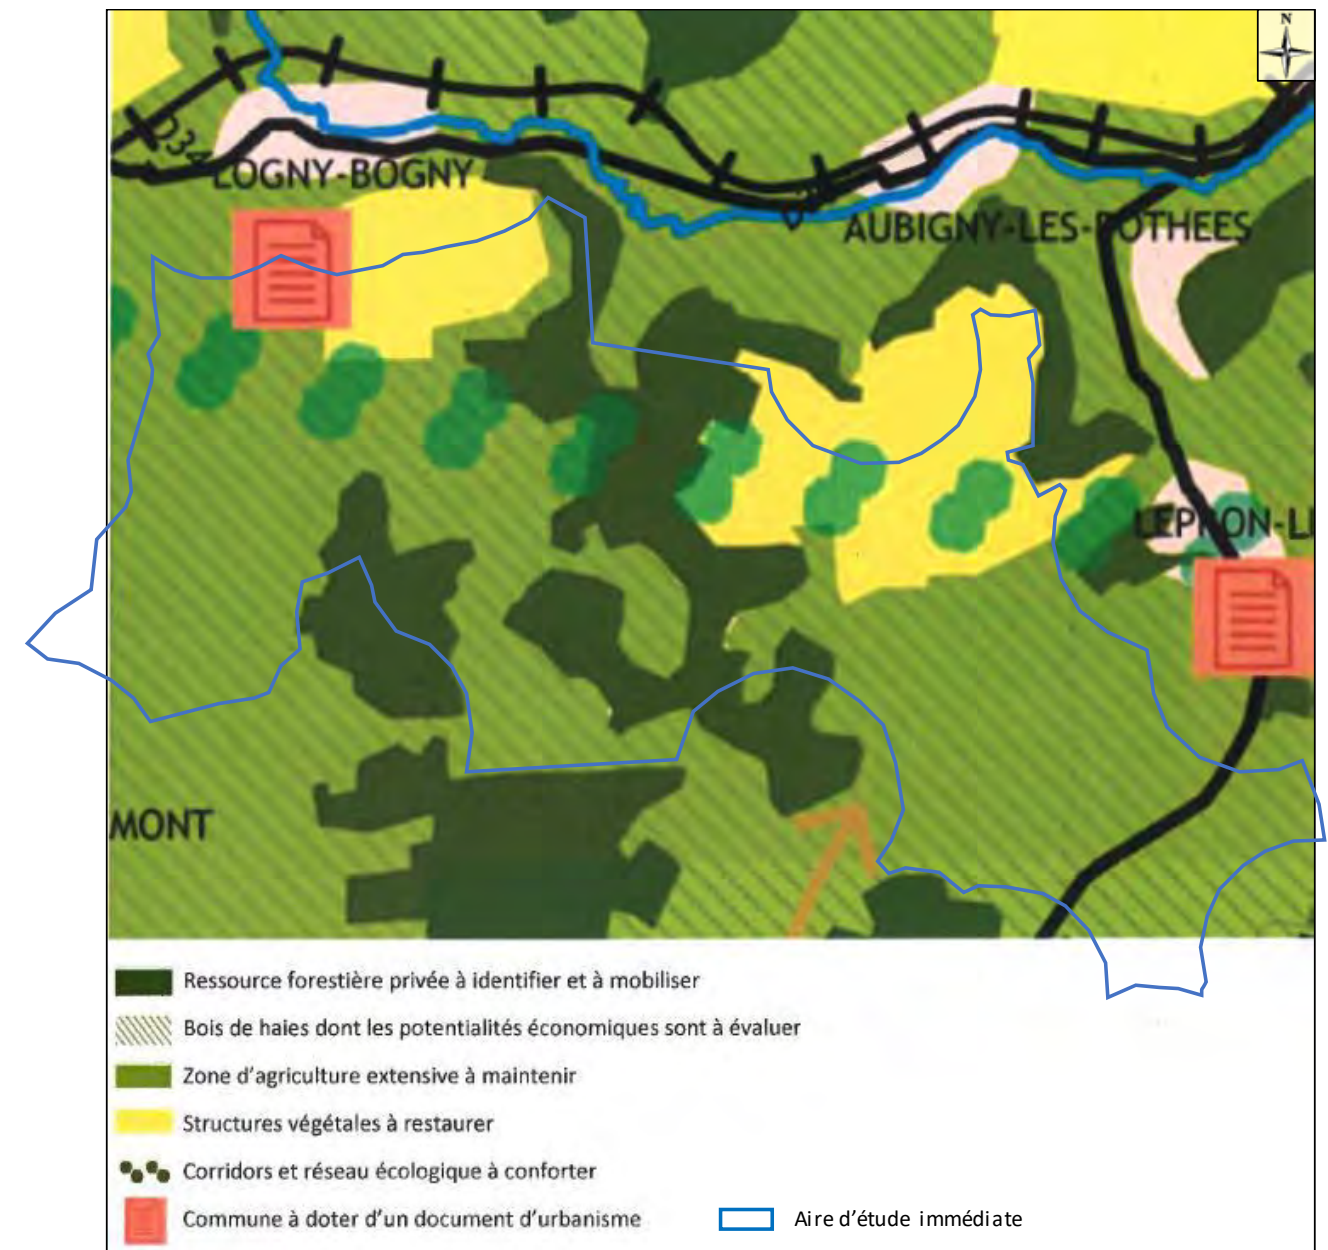 N
D34
LOGNY-BOGNY
AUBIGNY-LES-POTHEES
LEPRON-L
MONT
Ressource forestière privée à identifier et à mobiliser
Bois de haies dont les potentialités économiques sont à évaluer
Zone d'agriculture extensive à maintenir
Structures végétales à restaurer
Corridors et réseau écologique à conforter
Commune à doter d'un document d'urbanisme
Aire d'étude immédiate